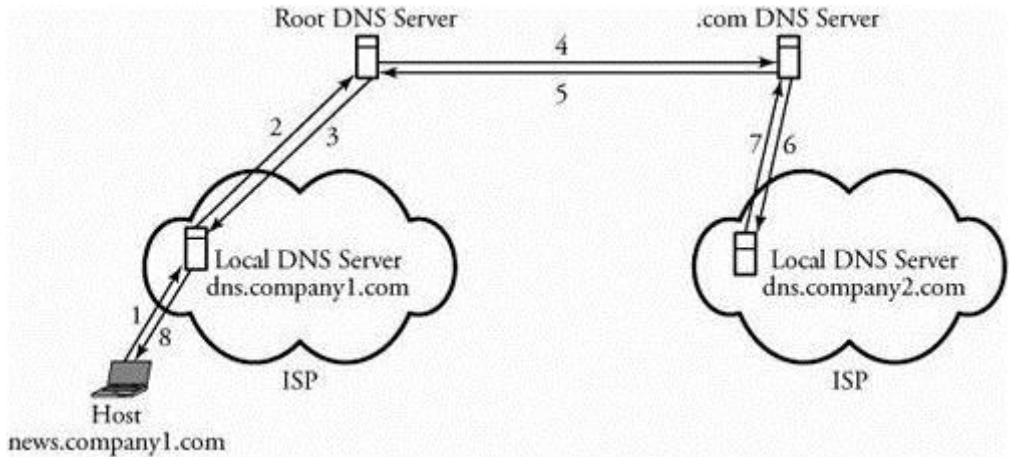 Root DNS Server
.com DNS Server
4
5
2
3
7
6
Local DNS Server
dns.company1.com
Local DNS Server
dns.company2.com
1
8
ISP
ISP
Host
news.company1.com